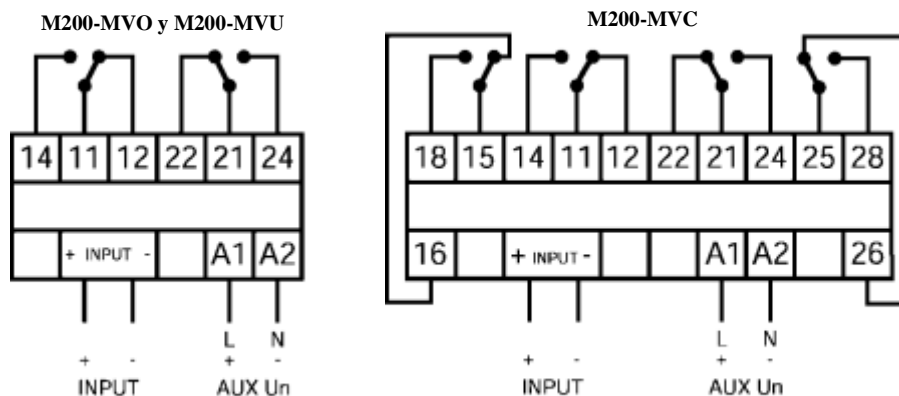 M200-MVO y M200-MVU
14 11 12 22 21 24
+ INPUT - A1 A2
L N
+ - + -
INPUT AUX Un
M200-MVC
18 15 14 11 12 22 21 24 25 28
16 + INPUT - A1 A2 26
L N
+ - + -
INPUT AUX Un